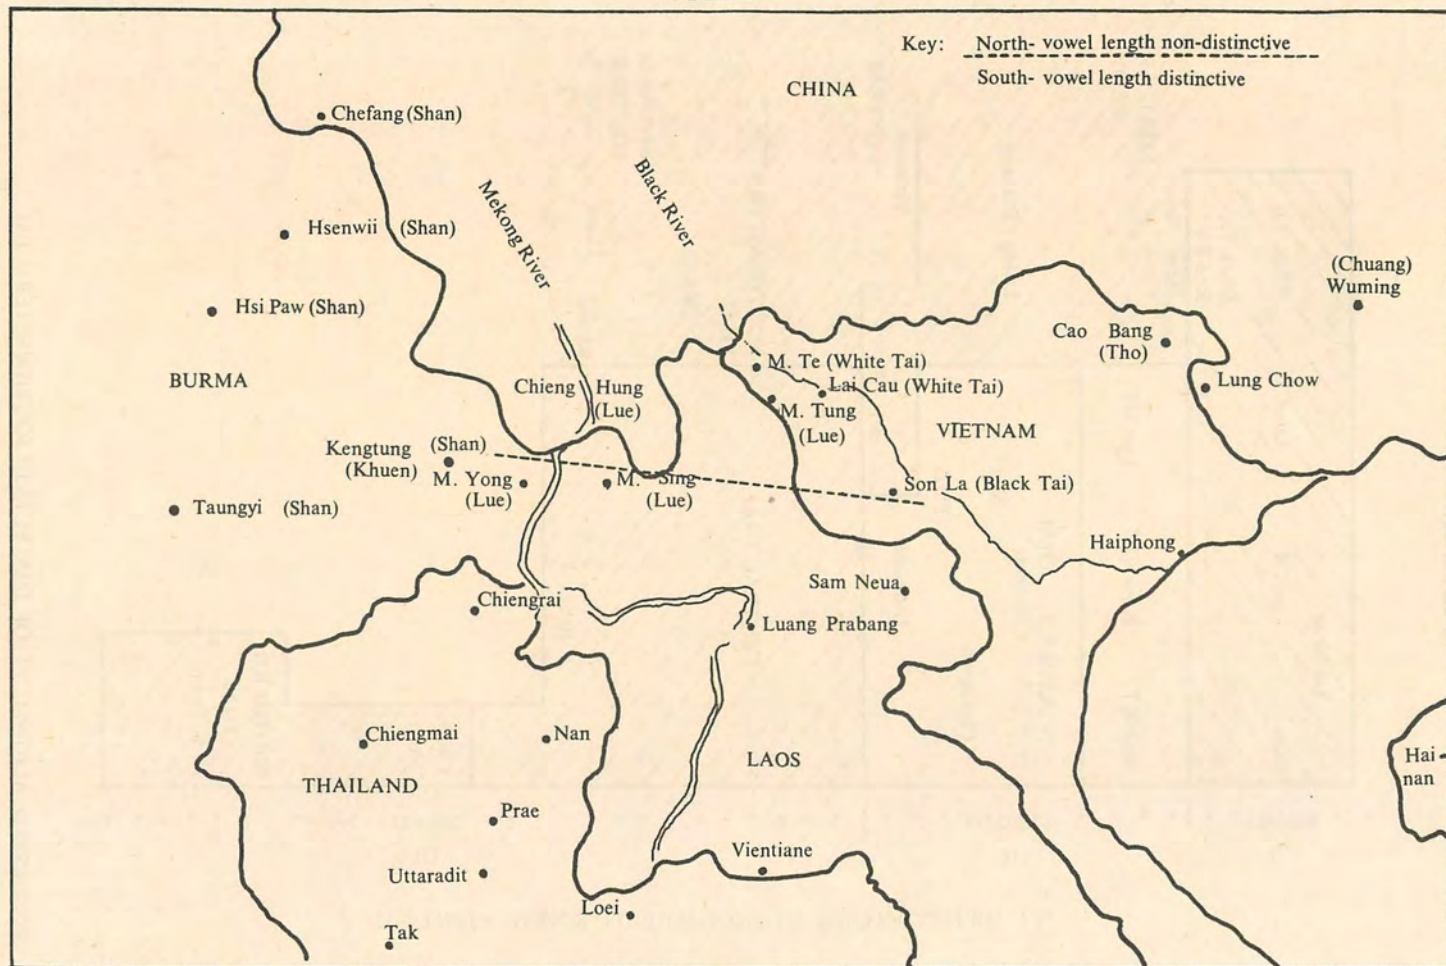 Key: North- vowel length non-distinctive
South- vowel length distinctive
CHINA
Chefang (Shan)
Mekong River
Black River
Hsenwii (Shan)
(Chuang)
Wuming
Hsi Paw (Shan)
Cao Bang
(Tho)
M. Te (White Tai)
BURMA
Chieng Hung
(Lue)
Lai Cau (White Tai)
Lung Chow
M. Tung
(Lue)
VIETNAM
Kengtung (Shan)
(Khuen)
M. Yong
(Lue)
M. Sing
(Lue)
Son La (Black Tai)
Taungyi (Shan)
Haiphong
Sam Neua
Chiengrai
Luang Prabang
Chiengmai
Nan
LAOS
Hai-
nan
THAILAND
Prae
Vientiane
Uttaradit
Loei
Tak